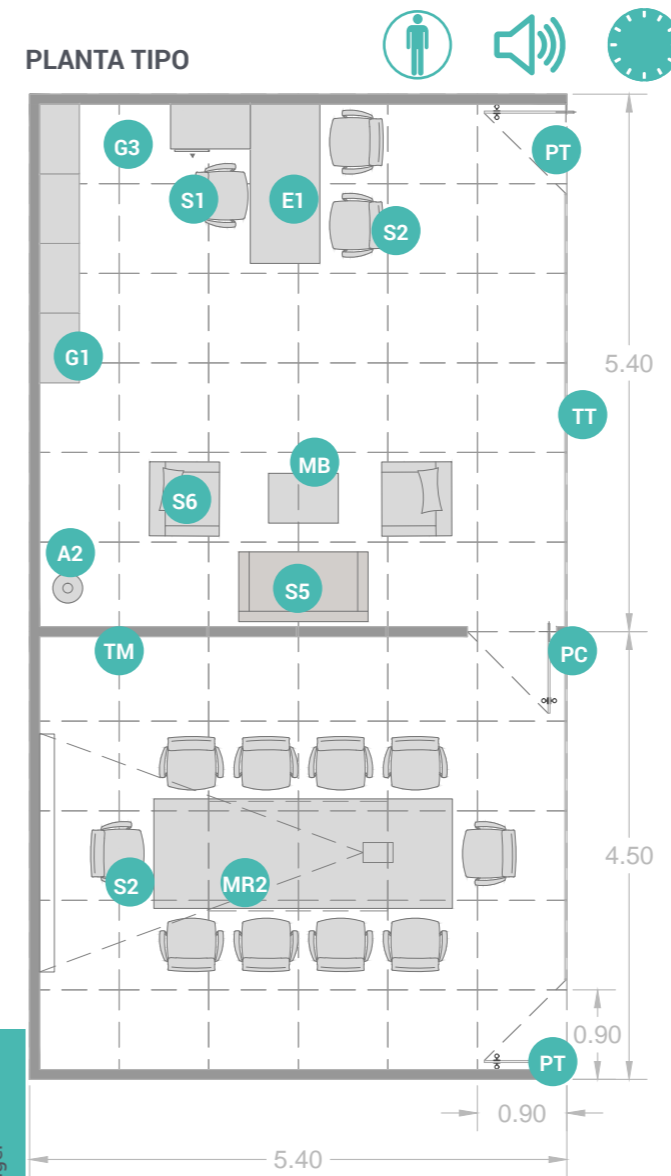 PLANTA TIPO
G3
PT
S1
E1
S2
G1
5.40
TT
MB
S6
A2
S5
TM
PC
4.50
S2
MR2
0.90
PT
0.90
5.40